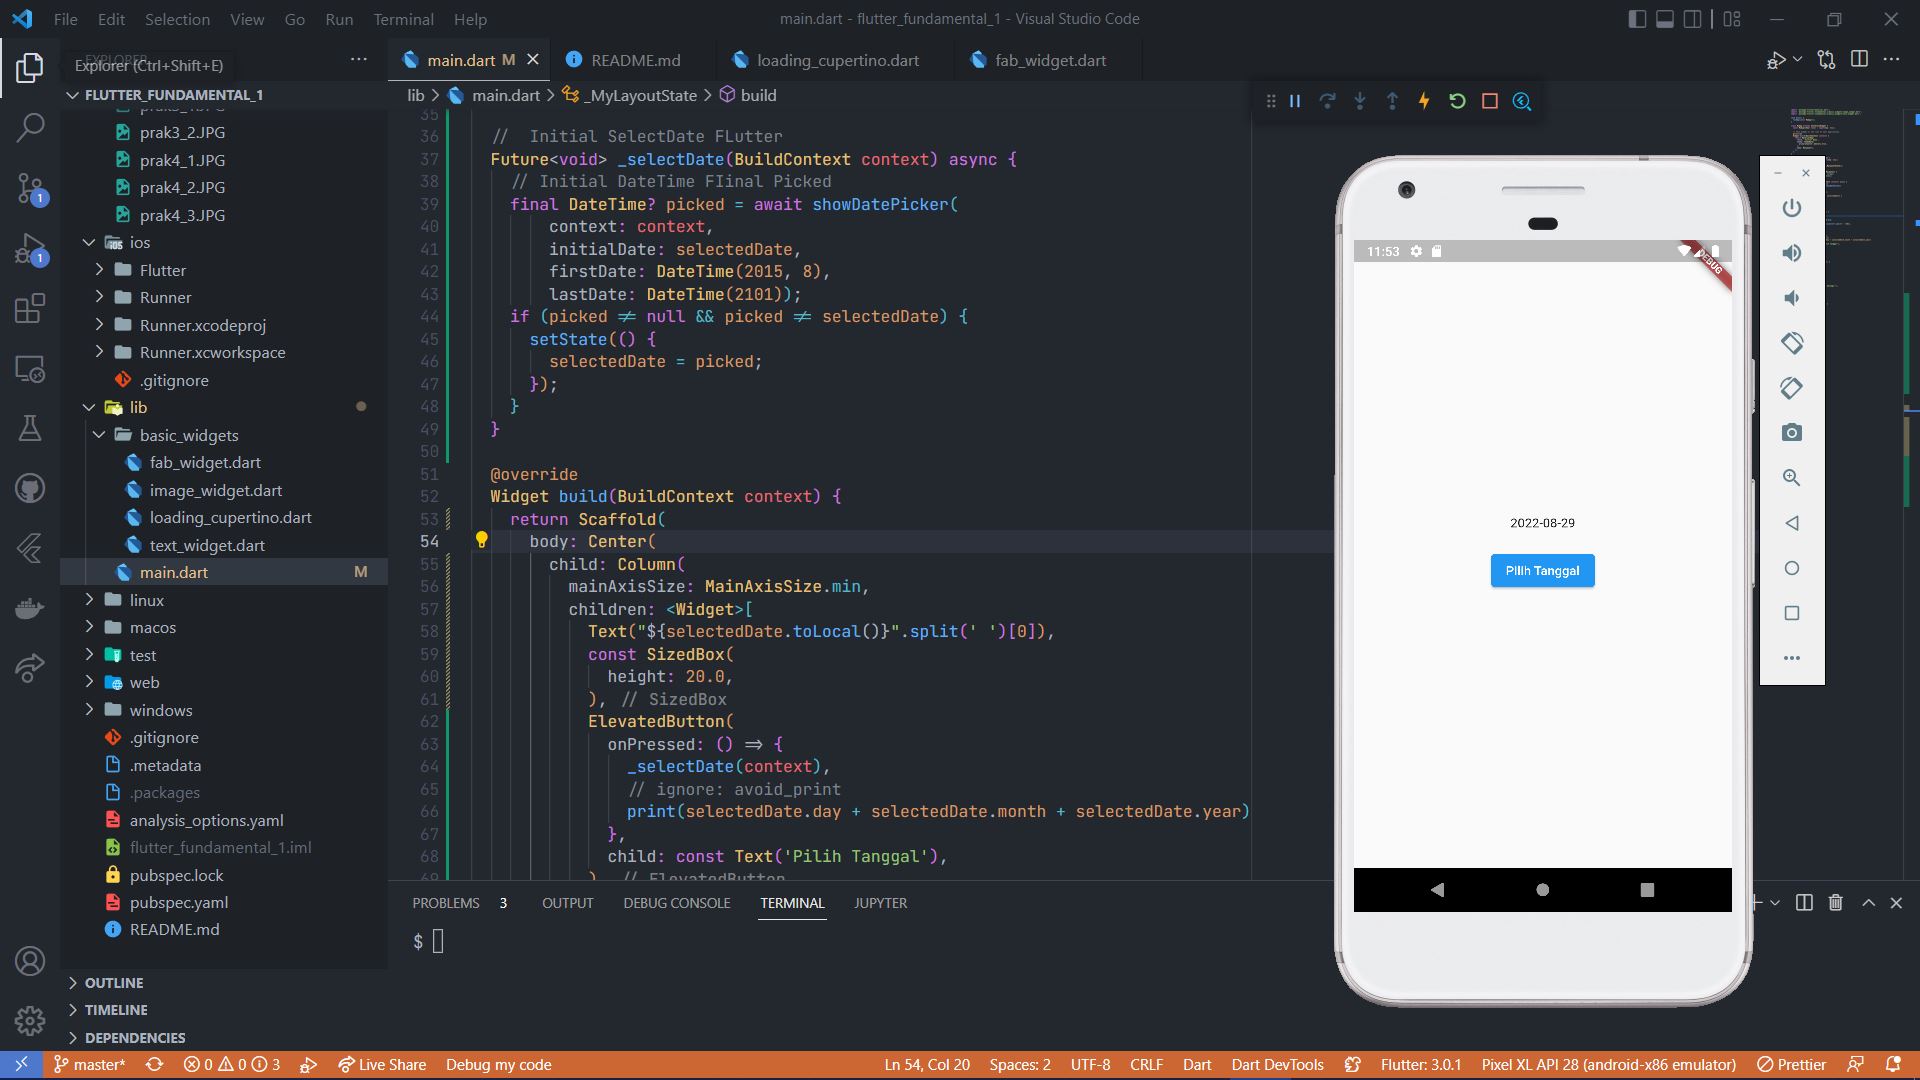 File Edit Selection View Go Run Terminal Help
main.dart - flutter_fundamental_1 - Visual Studio Code
Explorer (Ctrl+Shift+E)
FLUTTER_FUNDAMENTAL_1
prak3_2.JPG
prak4_1.JPG
prak4_2.JPG
prak4_3.JPG
ios
Flutter
Runner
Runner.xcodeproj
Runner.xcworkspace
.gitignore
lib
basic_widgets
fab_widget.dart
image_widget.dart
loading_cupertino.dart
text_widget.dart
main.dart M
linux
macos
test
web
windows
.gitignore
.metadata
.packages
analysis_options.yaml
flutter_fundamental_1.iml
pubspec.lock
pubspec.yaml
README.md
OUTLINE
TIMELINE
DEPENDENCIES
1
1
main.dart M README.md loading_cupertino.dart fab_widget.dart
lib > main.dart > _MyLayoutState > build
35
36 // Initial SelectDate FLutter
37 Future<void> _selectDate(BuildContext context) async {
38 // Initial DateTime FIinal Picked
39 final DateTime? picked = await showDatePicker(
40 context: context,
41 initialDate: selectedDate,
42 firstDate: DateTime(2015, 8),
43 lastDate: DateTime(2101));
44 if (picked != null && picked != selectedDate) {
45 setState(() {
46 selectedDate = picked;
47 });
48 }
49 }
50
51 @override
52 Widget build(BuildContext context) {
53 return Scaffold(
54 body: Center(
55 child: Column(
56 mainAxisSize: MainAxisSize.min,
57 children: <Widget>[
58 Text("${selectedDate.toLocal()}".split(' ')[0]),
59 const SizedBox(
60 height: 20.0,
61 ), // SizedBox
62 ElevatedButton(
63 onPressed: () => {
64 _selectDate(context),
65 // ignore: avoid_print
66 print(selectedDate.day + selectedDate.month + selectedDate.year)
67 },
68 child: const Text('Pilih Tanggal'),
69 ) // ElevatedButton
11:53
DEBUG
2022-08-29
Pilih Tanggal
PROBLEMS 3 OUTPUT DEBUG CONSOLE TERMINAL JUPYTER
$
master* 0 0 3 Live Share Debug my code Ln 54, Col 20 Spaces: 2 UTF-8 CRLF Dart Dart DevTools Flutter: 3.0.1 Pixel XL API 28 (android-x86 emulator) Prettier